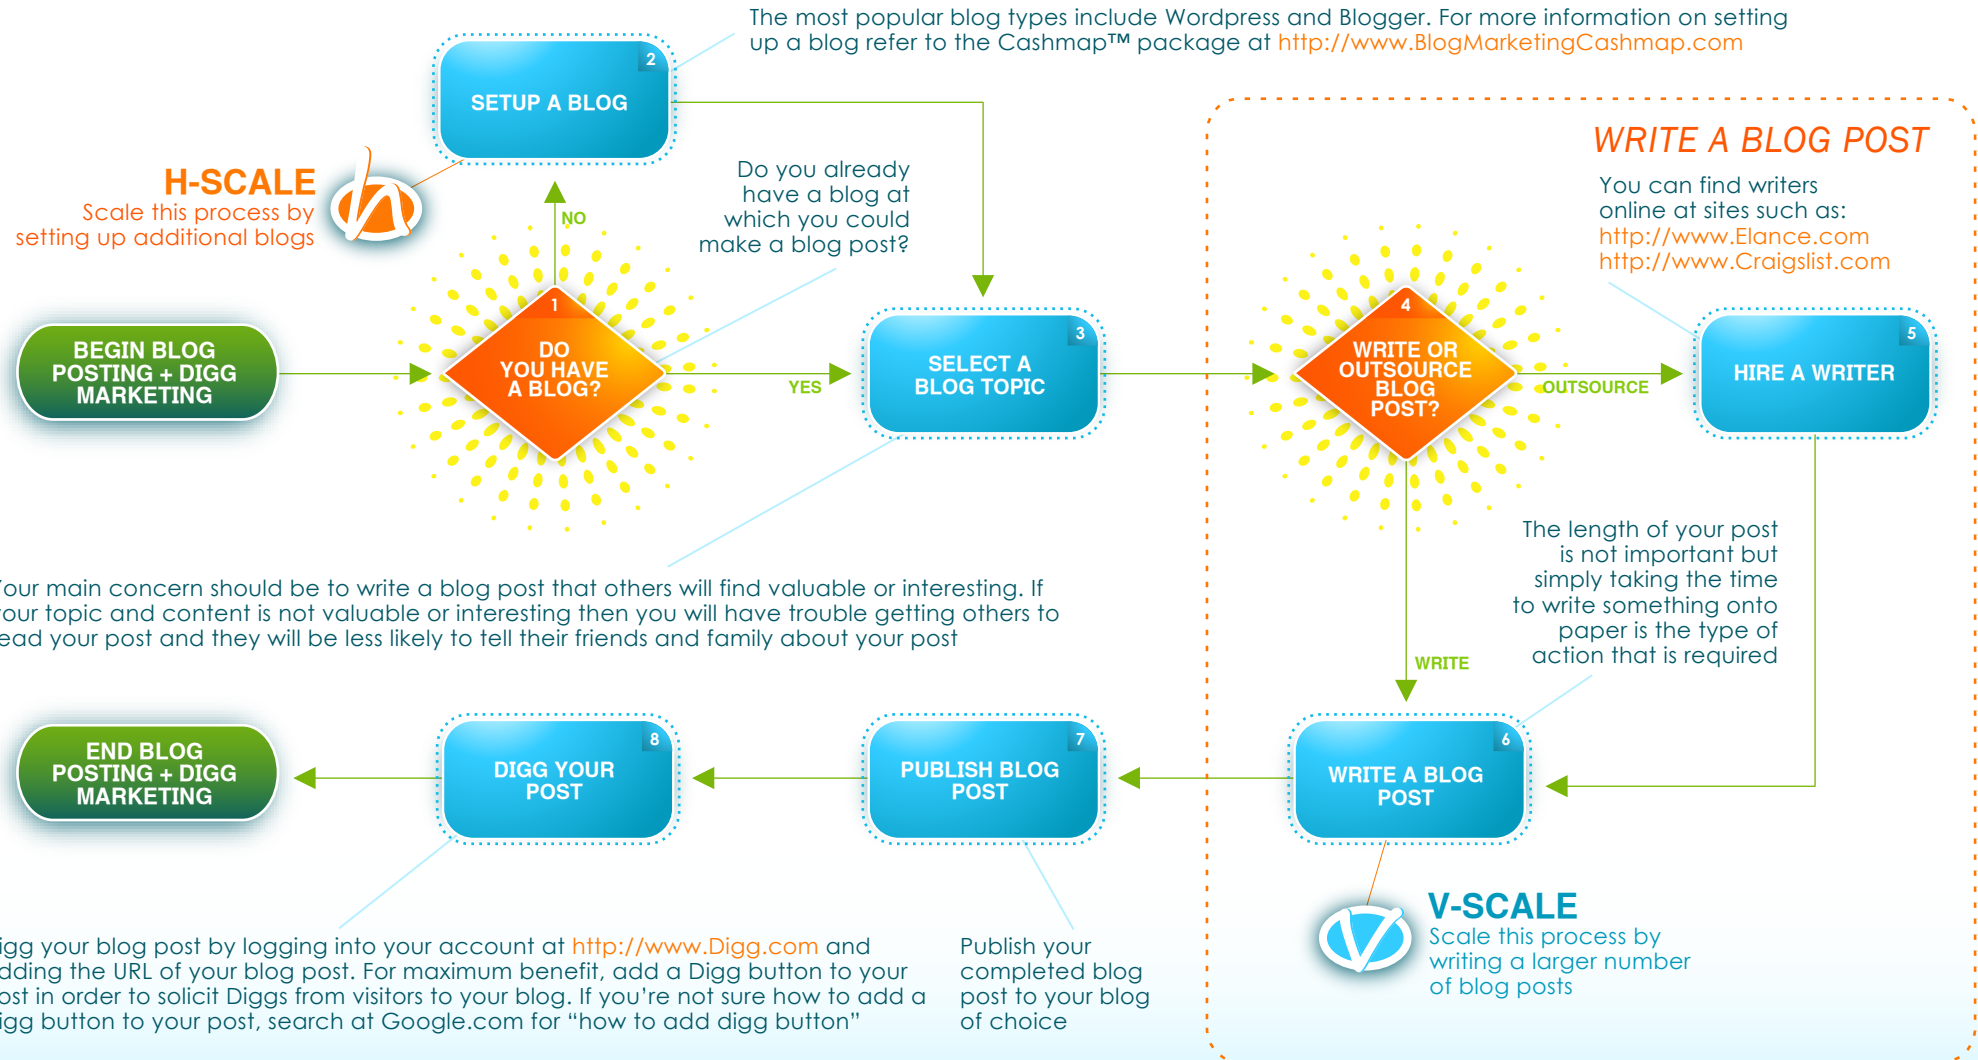 The most popular blog types include Wordpress and Blogger. For more information on setting
up a blog refer to the Cashmap™ package at http://www.BlogMarketingCashmap.com
2
SETUP A BLOG
H-SCALE
Scale this process by
setting up additional blogs
NO
Do you already
have a blog at
which you could
make a blog post?
WRITE A BLOG POST
You can find writers
online at sites such as:
http://www.Elance.com
http://www.Craigslist.com
BEGIN BLOG
POSTING + DIGG
MARKETING
1
DO
YOU HAVE
A BLOG?
YES
3
SELECT A
BLOG TOPIC
4
WRITE OR
OUTSOURCE
BLOG
POST?
OUTSOURCE
5
HIRE A WRITER
Your main concern should be to write a blog post that others will find valuable or interesting. If
your topic and content is not valuable or interesting then you will have trouble getting others to
read your post and they will be less likely to tell their friends and family about your post
The length of your post
is not important but
simply taking the time
to write something onto
paper is the type of
action that is required
WRITE
END BLOG
POSTING + DIGG
MARKETING
8
DIGG YOUR
POST
7
PUBLISH BLOG
POST
6
WRITE A BLOG
POST
V-SCALE
Scale this process by
writing a larger number
of blog posts
igg your blog post by logging into your account at http://www.Digg.com and
dding the URL of your blog post. For maximum benefit, add a Digg button to your
ost in order to solicit Diggs from visitors to your blog. If you're not sure how to add a
igg button to your post, search at Google.com for “how to add digg button”
Publish your
completed blog
post to your blog
of choice